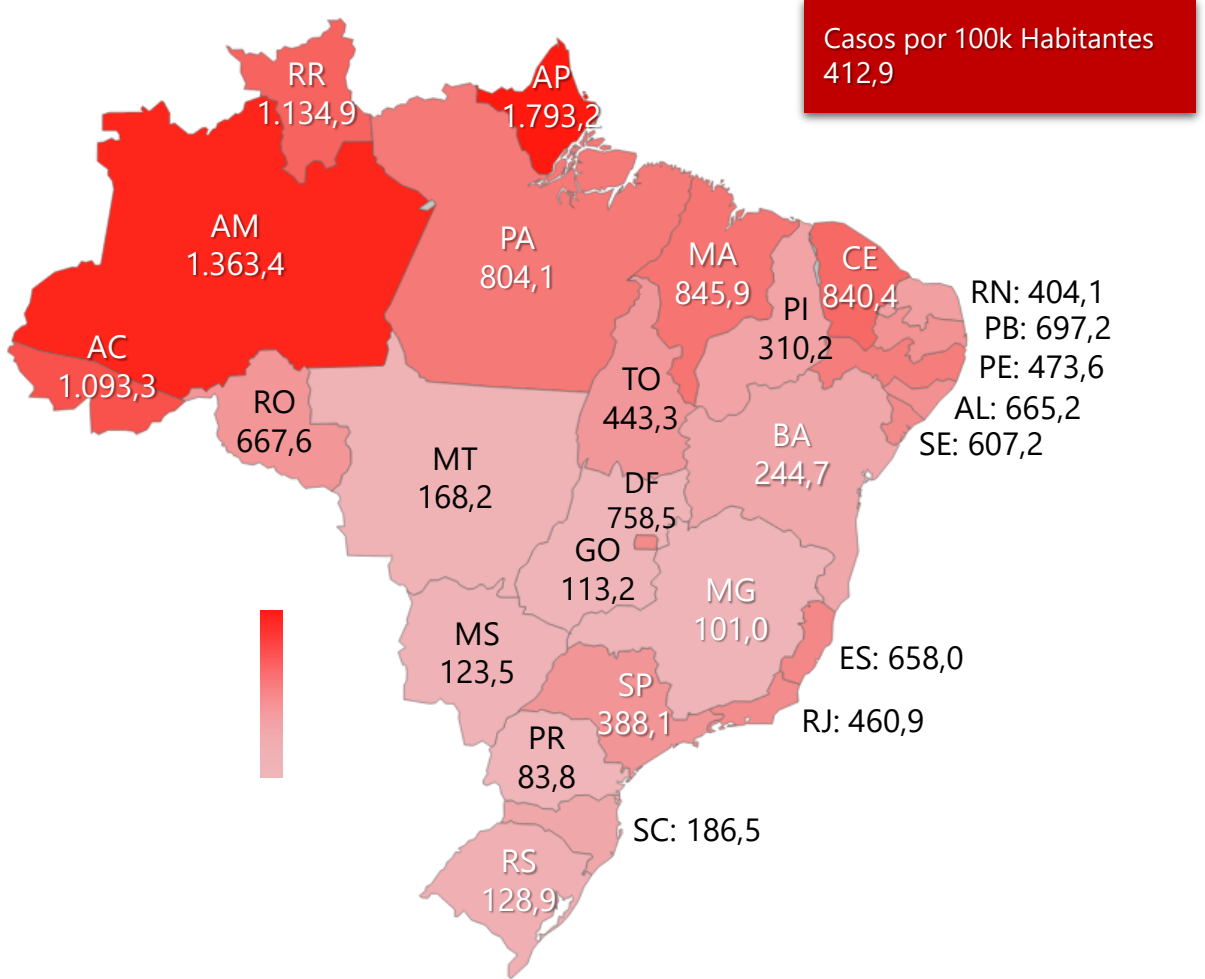 Casos por 100k Habitantes
412,9
RR
1.134,9
AP
1.793,2
AM
1.363,4
PA
804,1
MA
845,9
CE
840,4
PI
310,2
RN: 404,1
PB: 697,2
PE: 473,6
AL: 665,2
SE: 607,2
AC
1.093,3
RO
667,6
TO
443,3
BA
244,7
MT
168,2
DF
758,5
GO
113,2
MG
101,0
MS
123,5
ES: 658,0
SP
388,1
RJ: 460,9
PR
83,8
SC: 186,5
RS
128,9